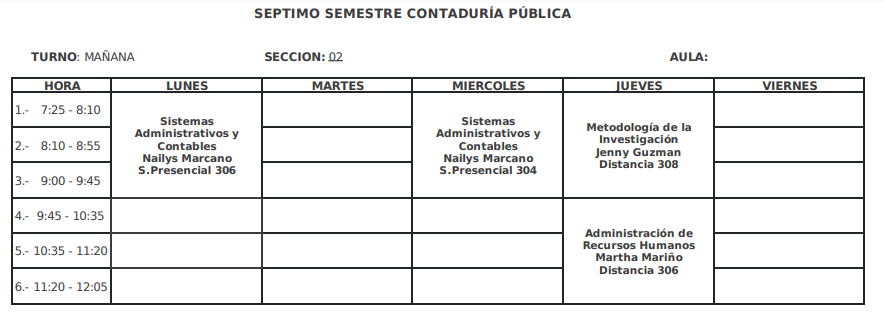 SEPTIMO SEMESTRE CONTADURÍA PÚBLICA
TURNO: MAÑANA SECCION: 02 AULA:
HORA LUNES MARTES MIERCOLES JUEVES VIERNES
1.- 7:25 - 8:10
2.- 8:10 - 8:55
3.- 9:00 - 9:45
Sistemas
Administrativos y
Contables
Nailys Marcano
S.Presencial 306
Sistemas
Administrativos y
Contables
Nailys Marcano
S.Presencial 304
Metodología de la
Investigación
Jenny Guzman
Distancia 308
4.- 9:45 - 10:35
5.- 10:35 - 11:20
6.- 11:20 - 12:05
Administración de
Recursos Humanos
Martha Mariño
Distancia 306